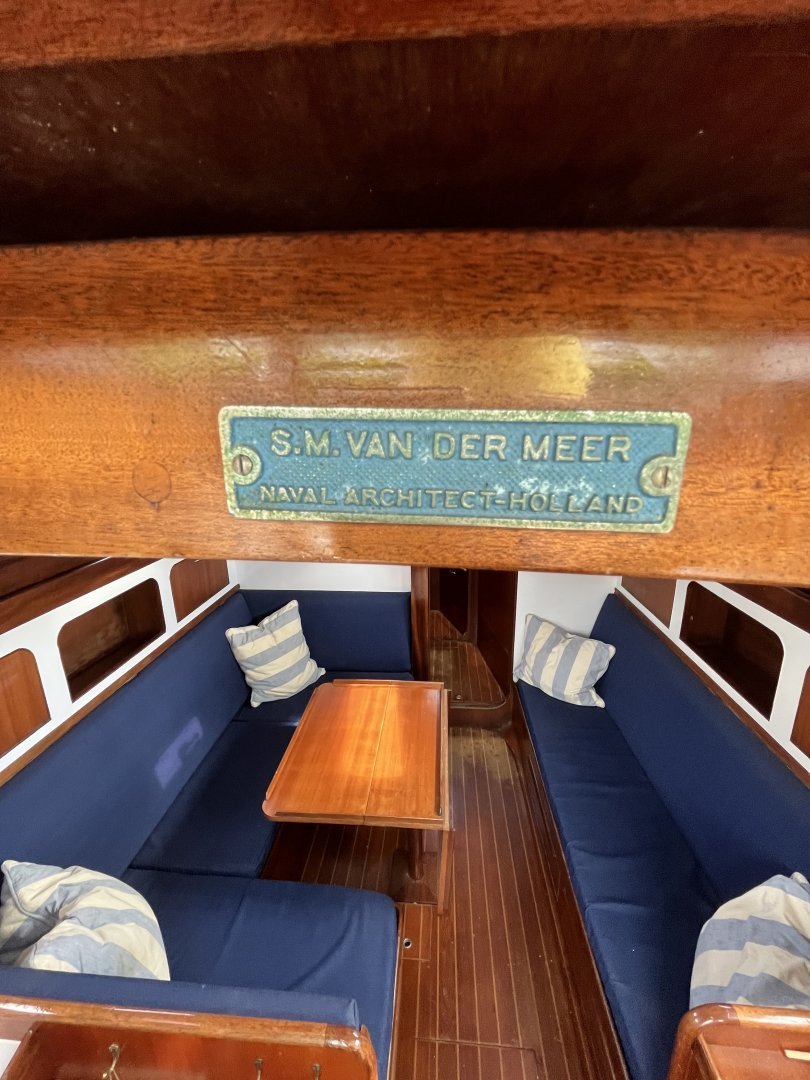 S.M. VAN DER MEER
NAVAL ARCHITECT-HOLLAND